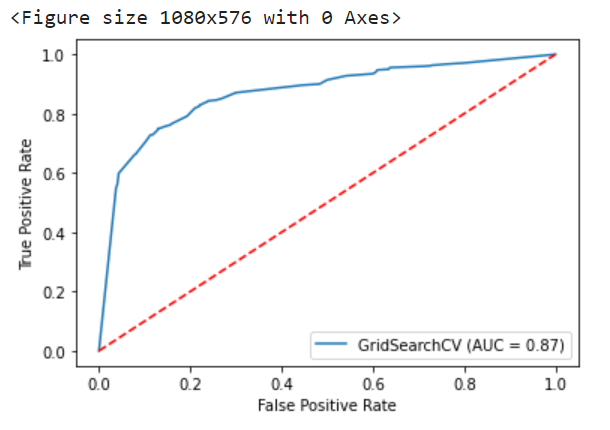 <Figure size 1080x576 with 0 Axes>
1.0
0.8
0.6
0.4
0.2
0.0
True Positive Rate
GridSearchCV (AUC = 0.87)
0.0 0.2 0.4 0.6 0.8 1.0
False Positive Rate